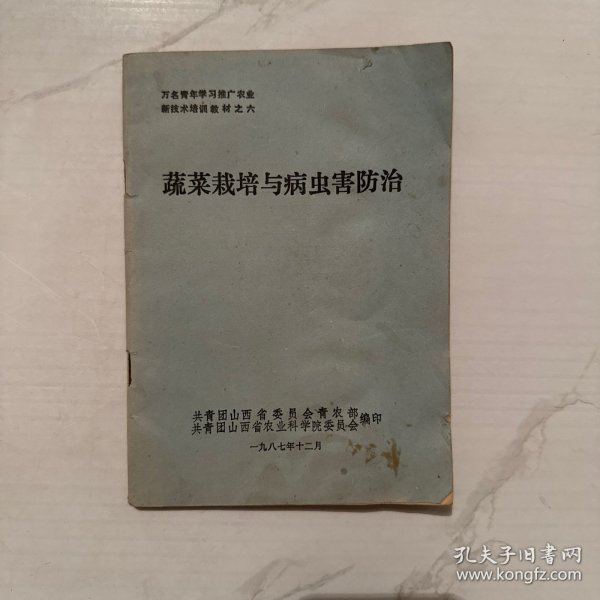 万名青年学习推广农业
新技术培训教材之六
蔬菜栽培与病虫害防治
共青团山西省委员会青农部
共青团山西省农业科学院委员会 编印
一九八七年十二月
孔夫子旧书网
www.kongfz.com